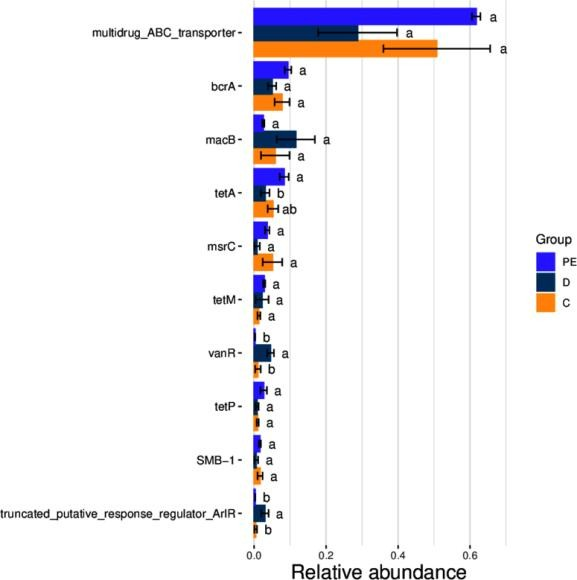 multidrug_ABC_transporter
a
a
a
bcrA
a
a
a
macB
a
a
a
tetA
a
b
ab
msrC
a
a
a
tetM
a
a
a
vanR
b
a
b
tetP
a
a
a
SMB-1
a
a
a
truncated_putative_response_regulator_ArlR
b
a
b
Group
PE
D
C
0.0 0.2 0.4 0.6
Relative abundance